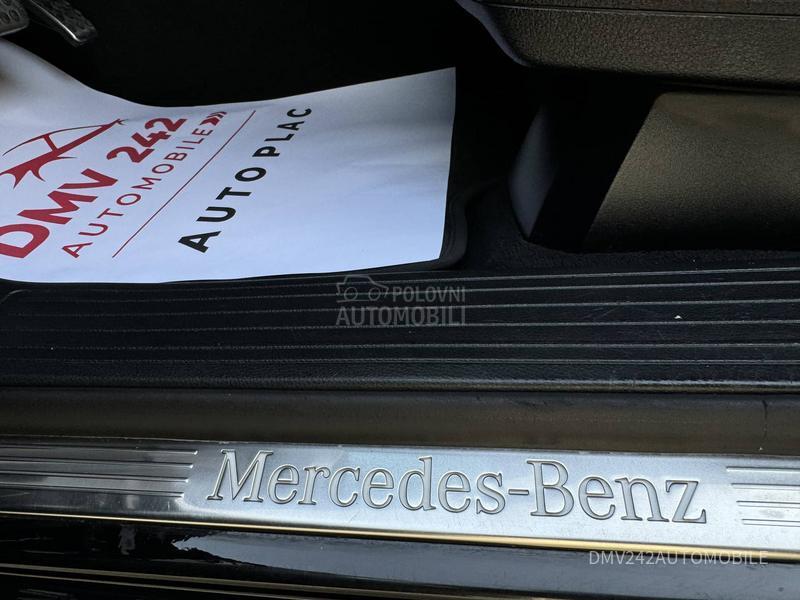 DMV 242
AUTOMOBILE
AUTO PLAC
POLOVNI
AUTOMOBILI
Mercedes-Benz
DMV242AUTOMOBILE